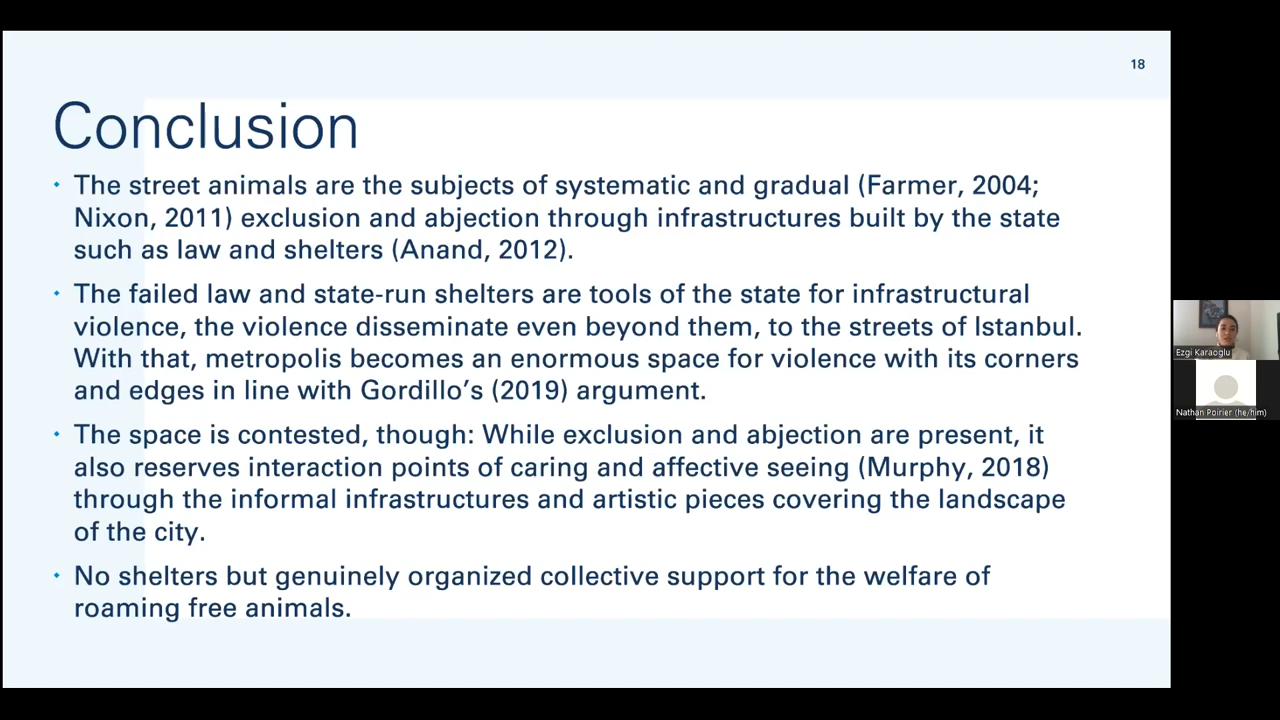 18
Conclusion
• The street animals are the subjects of systematic and gradual (Farmer, 2004;
Nixon, 2011) exclusion and abjection through infrastructures built by the state
such as law and shelters (Anand, 2012).
• The failed law and state-run shelters are tools of the state for infrastructural
violence, the violence disseminate even beyond them, to the streets of Istanbul.
With that, metropolis becomes an enormous space for violence with its corners
and edges in line with Gordillo’s (2019) argument.
• The space is contested, though: While exclusion and abjection are present, it
also reserves interaction points of caring and affective seeing (Murphy, 2018)
through the informal infrastructures and artistic pieces covering the landscape
of the city.
• No shelters but genuinely organized collective support for the welfare of
roaming free animals.
Ezgi Karaoglu
Nathan Poirier (he/him)